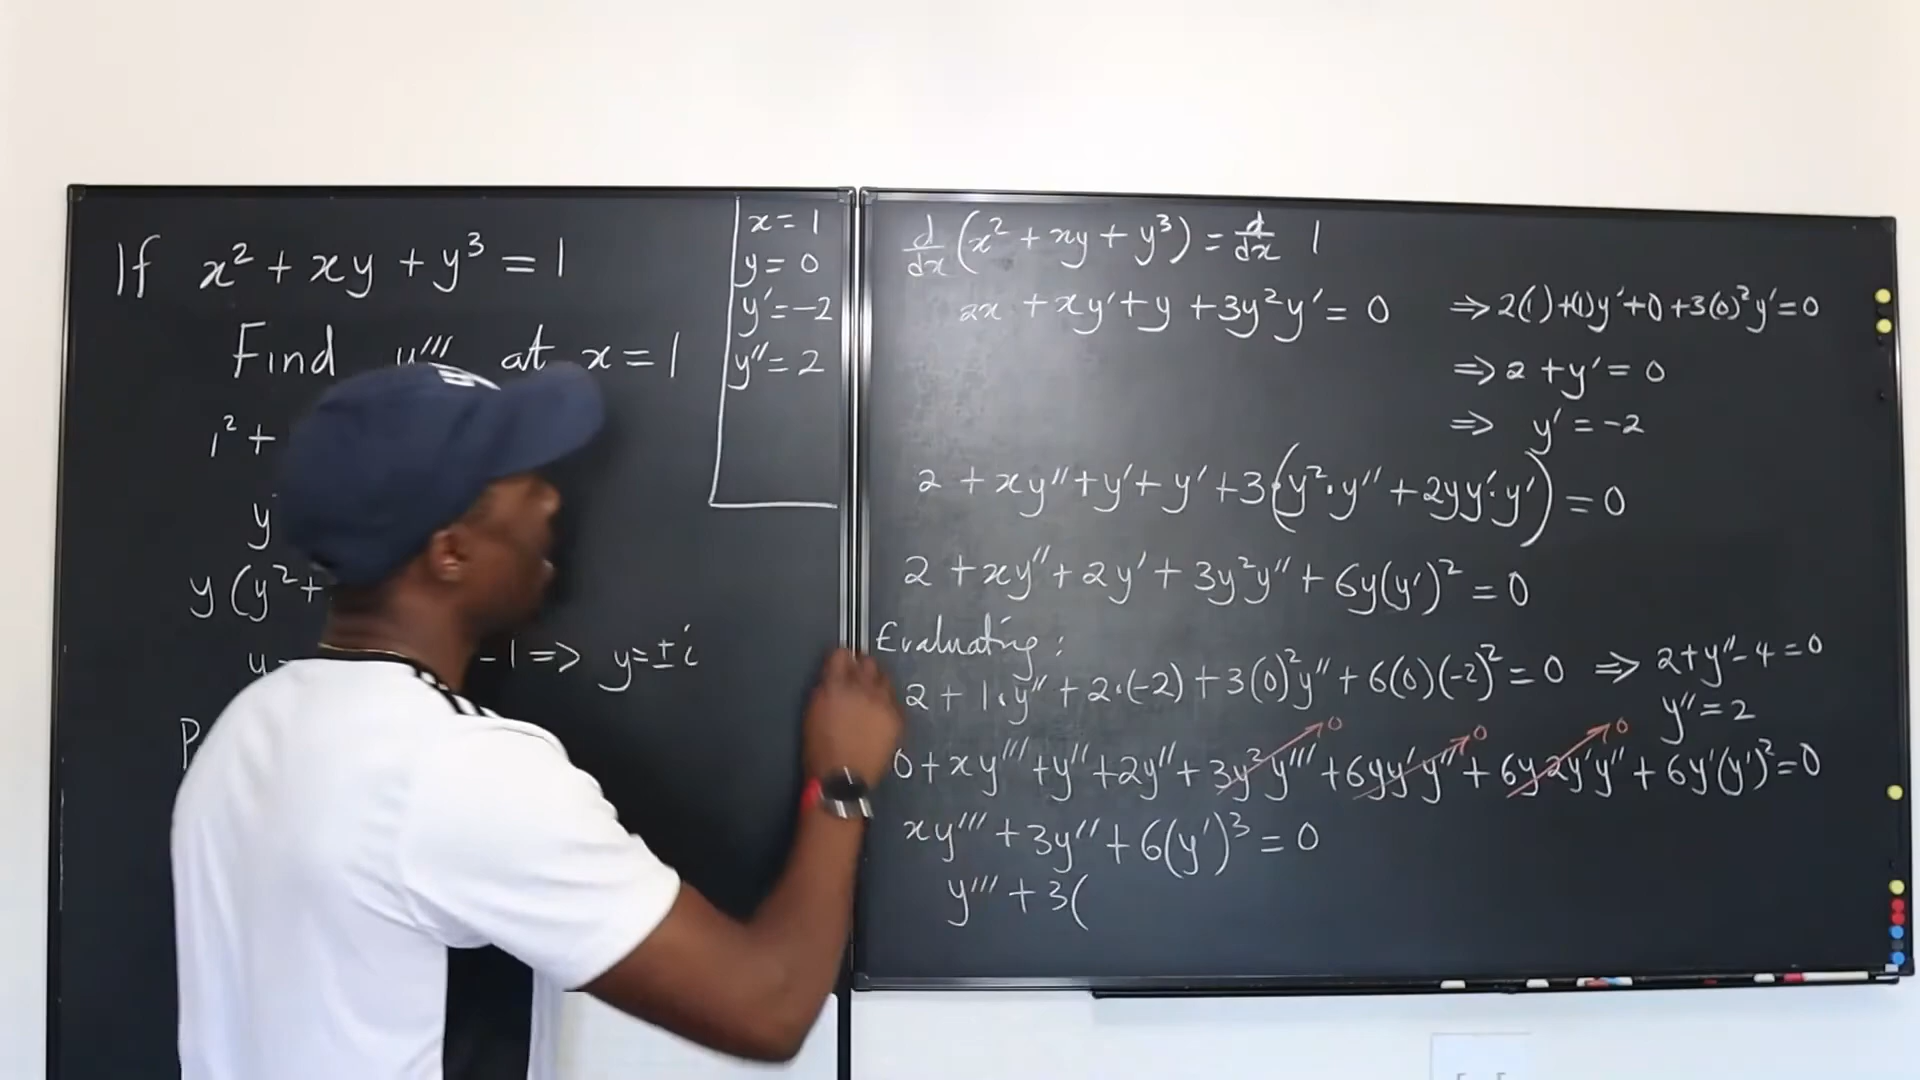 If x² + xy + y³ = 1
Find y''' at x = 1
1² +
y
y (y² +
y = -1 => y = ±i
P
x = 1
y = 0
y' = -2
y'' = 2
d/dx (x² + xy + y³) = d/dx 1
2x + xy' + y + 3y²y' = 0
=> 2(1) + (1)y' + 0 + 3(0)²y' = 0
=> 2 + y' = 0
=> y' = -2
2 + xy'' + y' + y' + 3(y²·y'' + 2yy'·y') = 0
2 + xy'' + 2y' + 3y²y'' + 6y(y')² = 0
Evaluating:
2 + 1·y'' + 2·(-2) + 3(0)²y'' + 6(0)(-2)² = 0 => 2 + y'' - 4 = 0
y'' = 2
0 0 0
0 + xy''' + y'' + 2y'' + 3y²y''' + 6yy'y'' + 6y2y'y'' + 6y'(y')² = 0
xy''' + 3y'' + 6(y')³ = 0
y''' + 3(